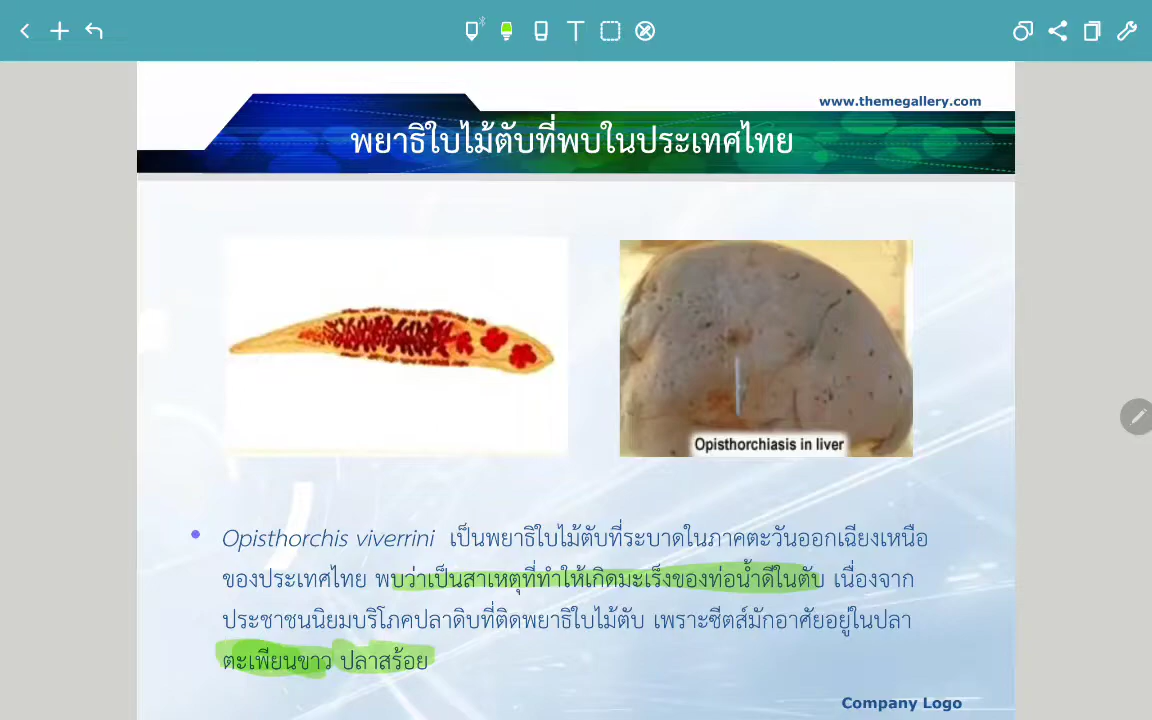 www.themegallery.com
พยาธิใบไม้ตับที่พบในประเทศไทย
Opisthorchiasis in liver
Opisthorchis viverrini เป็นพยาธิใบไม้ตับที่ระบาดในภาคตะวันออกเฉียงเหนือ
ของประเทศไทย พบว่าเป็นสาเหตุที่ทำให้เกิดมะเร็งของท่อน้ำดีในตับ เนื่องจาก
ประชาชนนิยมบริโภคปลาดิบที่ติดพยาธิใบไม้ตับ เพราะซีตส์มักอาศัยอยู่ในปลา
ตะเพียนขาว ปลาสร้อย
Company Logo